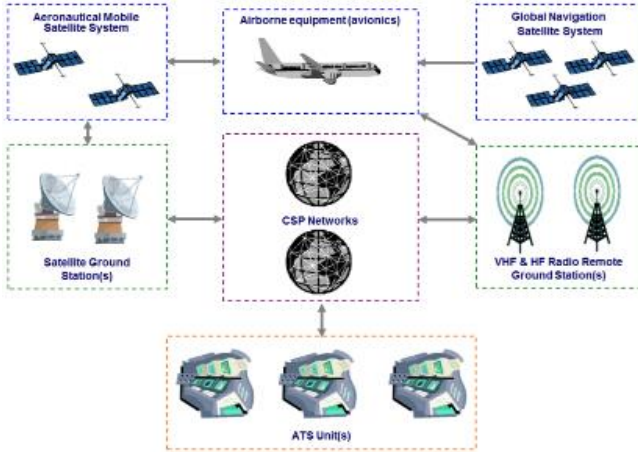 Aeronautical Mobile
Satellite System
Airborne equipment (avionics)
Global Navigation
Satellite System
CSP Networks
Satellite Ground
Station(s)
VHF & HF Radio Remote
Ground Station(s)
ATS Unit(s)